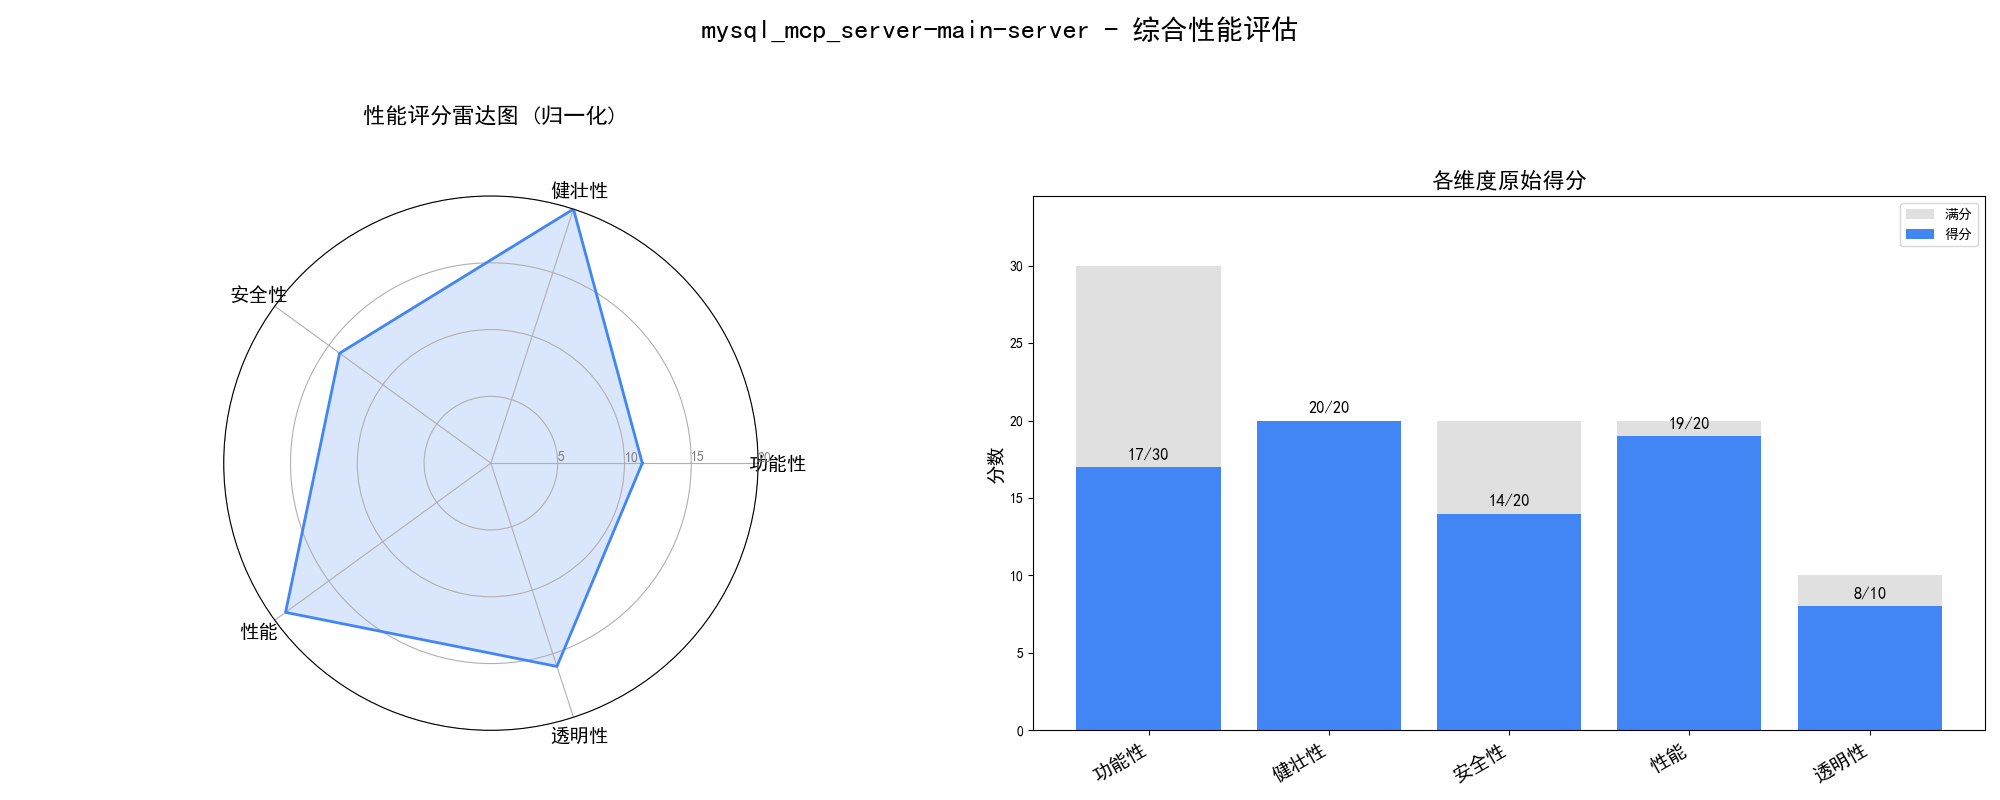 mysql_mcp_server-main-server - 综合性能评估
性能评分雷达图 (归一化)
健壮性
安全性
功能性
性能
透明性
5
10
15
20
各维度原始得分
满分
得分
分数
30
25
20
15
10
5
0
17/30
20/20
14/20
19/20
8/10
功能性
健壮性
安全性
性能
透明性